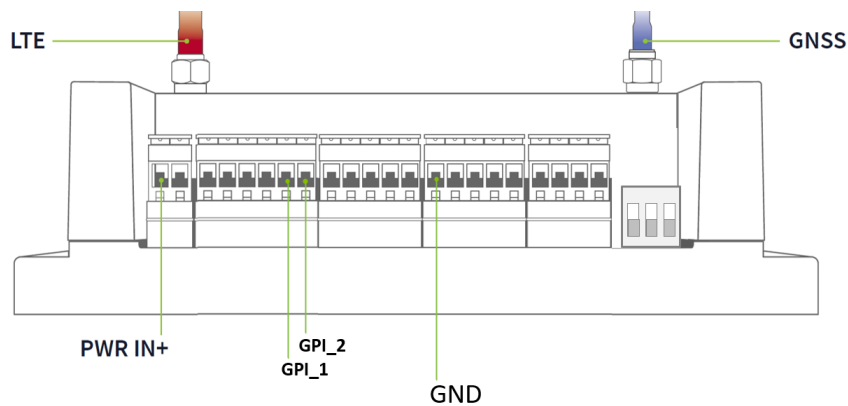 LTE
GNSS
PWR IN+
GPI_2
GPI_1
GND